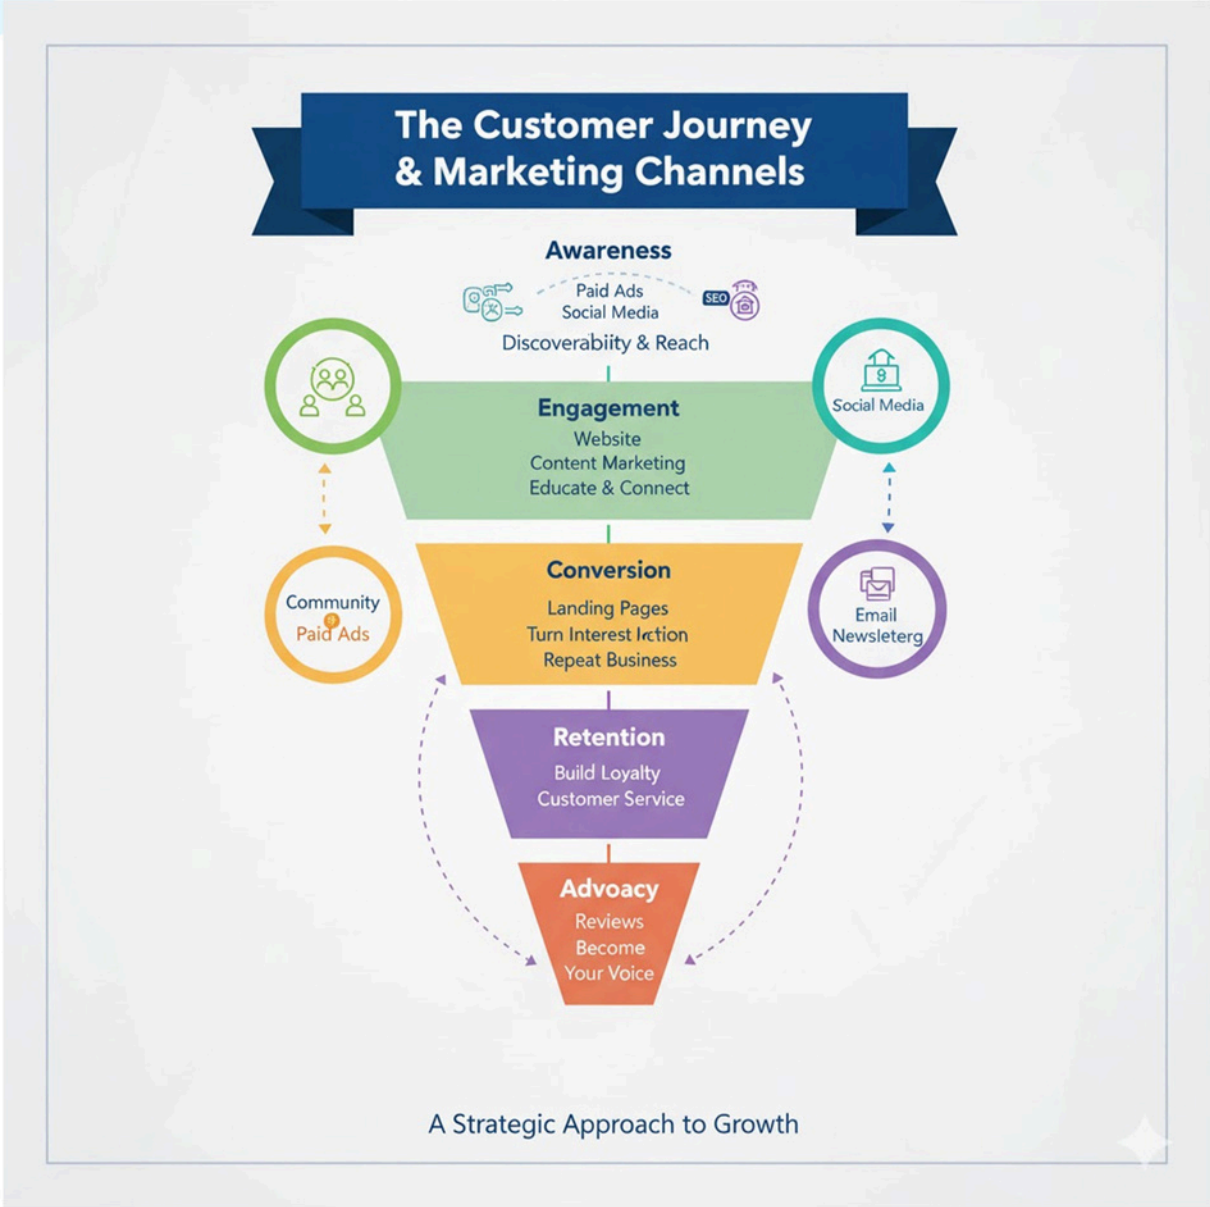 The Customer Journey
& Marketing Channels
Awareness
Paid Ads
Social Media
SEO
Discoverabiity & Reach
Engagement
Website
Content Marketing
Educate & Connect
Social Media
Conversion
Landing Pages
Turn Interest
Repeat Business
Community
Paid Ads
Email
Newsleterg
Retention
Build Loyalty
Customer Service
Advoacy
Reviews
Become
Your Voice
A Strategic Approach to Growth